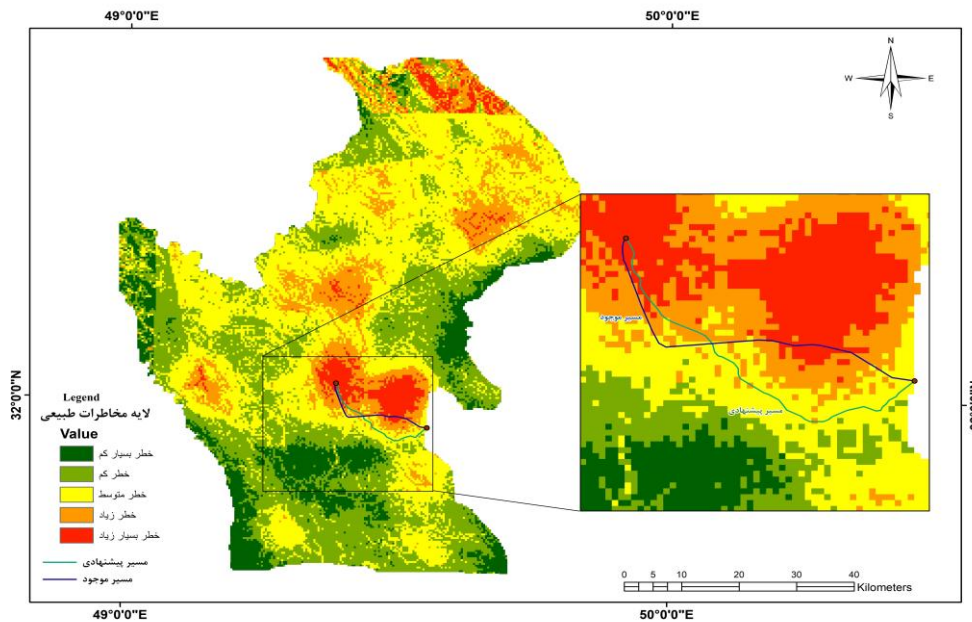 49°0'0"E
50°0'0"E
N
W
E
S
مسیر موجود
مسیر پیشنهادی
32°0'0"N
Legend
لایه مخاطرات طبیعی
Value
خطر بسیار کم
خطر کم
خطر متوسط
خطر زیاد
خطر بسیار زیاد
مسیر پیشنهادی
مسیر موجود
0 5 10 20 30 40
Kilometers
49°0'0"E
50°0'0"E